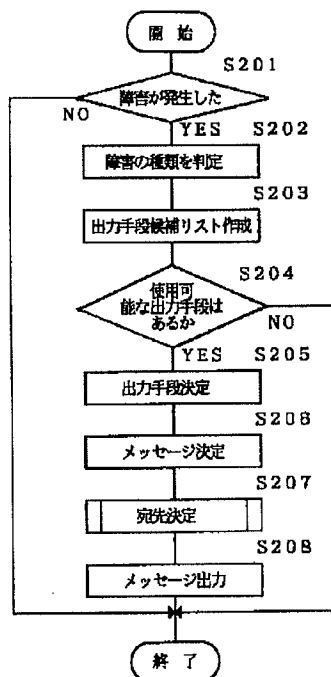 開 始
S201
障害が発生した
NO
YES
S202
障害の種類を判定
S203
出力手段候補リスト作成
S204
使用可
能な出力手段は
あるか
NO
YES
S205
出力手段決定
S206
メッセージ決定
S207
宛先決定
S208
メッセージ出力
終 了